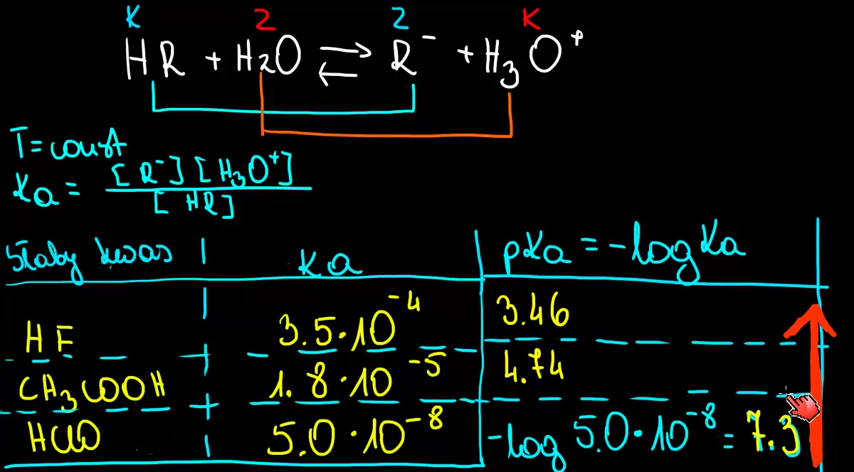 K 2 2 K
HR + H₂O ⇌ R⁻ + H₃O⁺
T = const
Ka = [R⁻][H₃O⁺] / [HR]
Słaby kwas | Ka | pKa = -log Ka
HF | 3.5·10⁻⁴ | 3.46
CH₃COOH | 1.8·10⁻⁵ | 4.74
HClO | 5.0·10⁻⁸ | -log 5.0·10⁻⁸ = 7.3